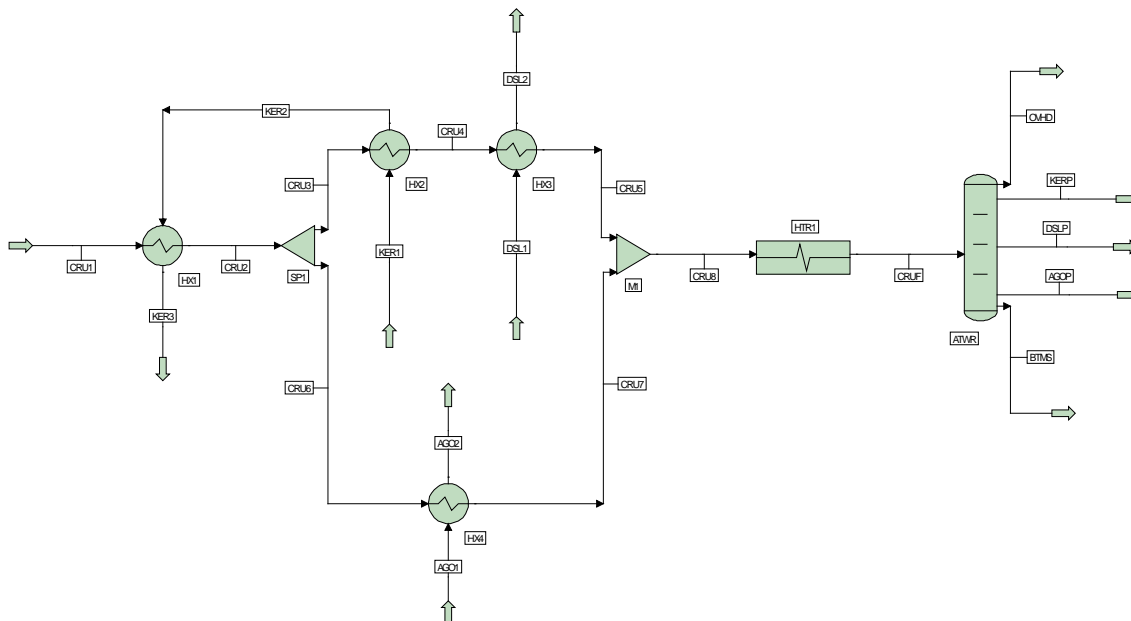 OVHD
DSL2
KER2
CRU4
KERP
CRU3
HX2
HX3
CRU5
DSLP
HTR1
KER1
DSL1
CRU1
CRU2
HX1
SP1
M1
CRU8
CRUF
AGOP
KER3
ATWR
BTMS
CRU6
CRU7
AGO2
HX4
AGO1